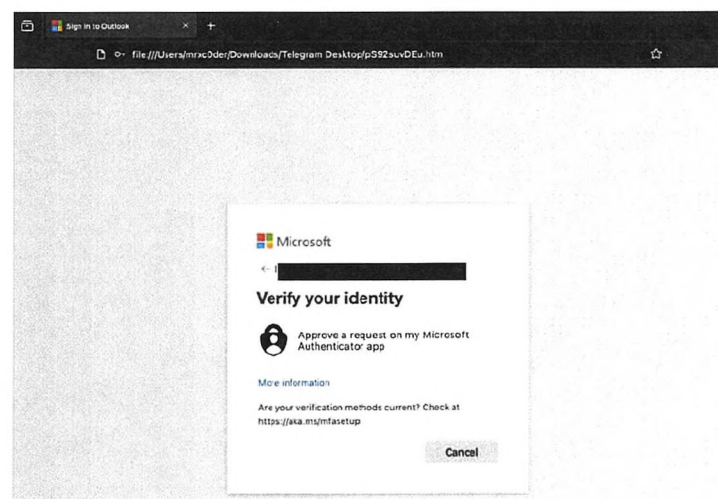 Sign in to Outlook
file:///Users/mrxc0der/Downloads/Telegram Desktop/pS92suvDEu.htm
Microsoft
Verify your identity
Approve a request on my Microsoft
Authenticator app
More information
Are your verification methods current? Check at
https://aka.ms/mfasetup
Cancel